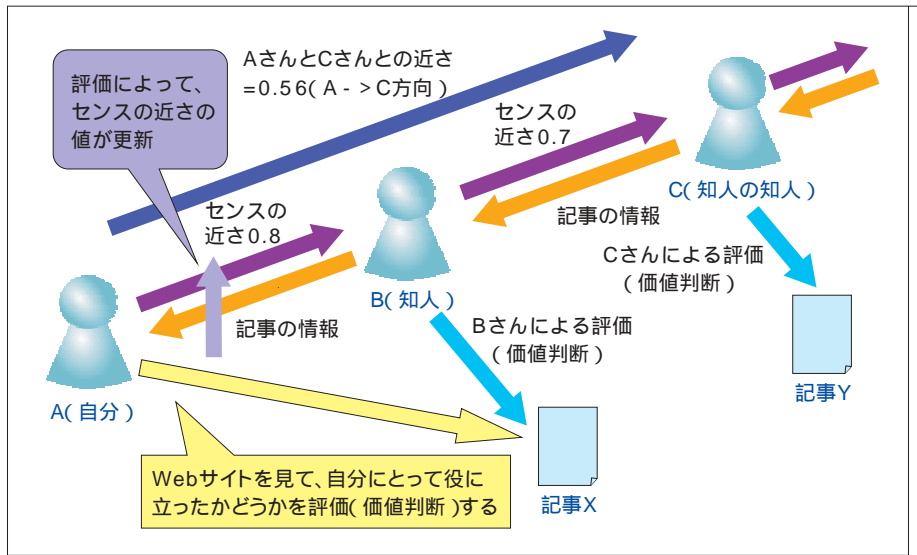 評価によって、
センスの近さの
値が更新
AさんとCさんとの近さ
=0.56( A - >C方向 )
センスの
近さ0.7
C( 知人の知人 )
センスの
近さ0.8
記事の情報
Cさんによる評価
( 価値判断 )
B( 知人 )
記事の情報
Bさんによる評価
( 価値判断 )
A( 自分 )
記事Y
Webサイトを見て、自分にとって役に
立ったかどうかを評価( 価値判断 )する
記事X